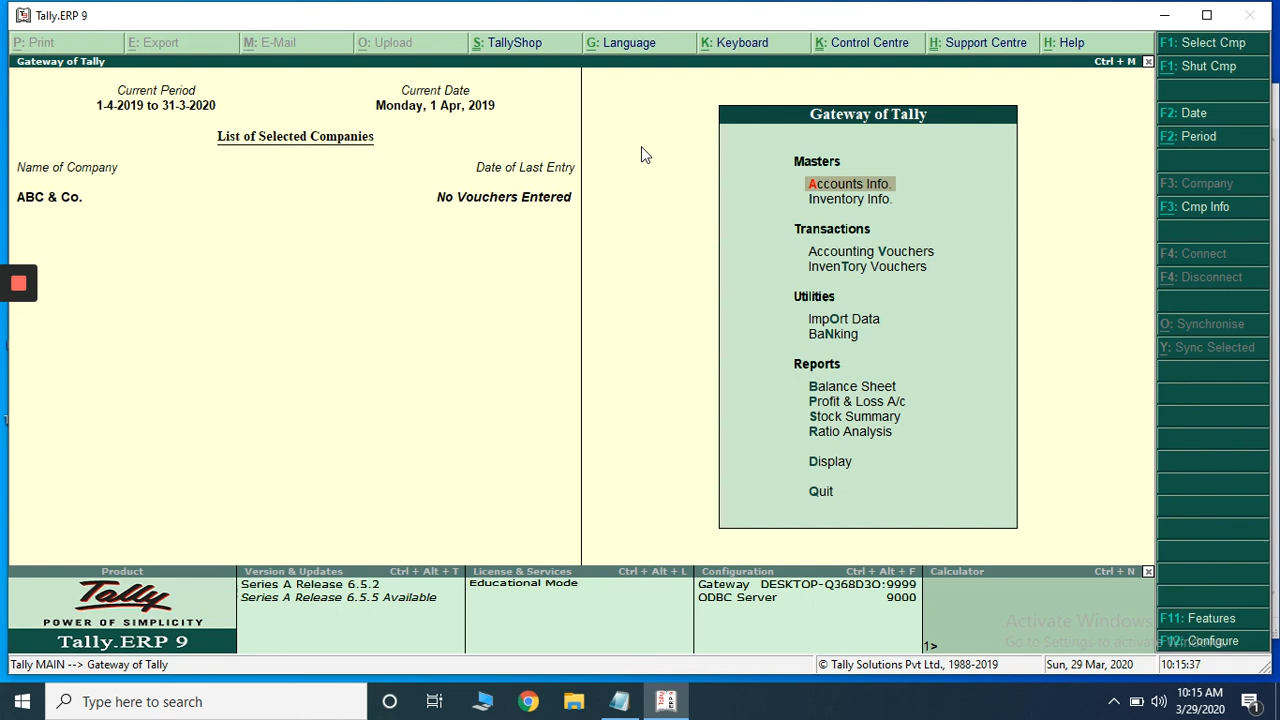 Tally.ERP 9
P: Print
E: Export
M: E-Mail
O: Upload
S: TallyShop
G: Language
K: Keyboard
K: Control Centre
H: Support Centre
H: Help
Gateway of Tally
Ctrl + M
Current Period
1-4-2019 to 31-3-2020
Current Date
Monday, 1 Apr, 2019
List of Selected Companies
Name of Company
Date of Last Entry
ABC & Co.
No Vouchers Entered
Gateway of Tally
Masters
Accounts Info.
Inventory Info.
Transactions
Accounting Vouchers
InvenTory Vouchers
Utilities
ImpOrt Data
BaNking
Reports
Balance Sheet
Profit & Loss A/c
Stock Summary
Ratio Analysis
Display
Quit
F1: Select Cmp
F1: Shut Cmp
F2: Date
F2: Period
F3: Company
F3: Cmp Info
F4: Connect
F4: Disconnect
O: Synchronise
Y: Sync Selected
F11: Features
F12: Configure
Product
Tally
POWER OF SIMPLICITY
Tally.ERP 9
Version & Updates
Ctrl + Alt + T
Series A Release 6.5.2
Series A Release 6.5.5 Available
License & Services
Ctrl + Alt + L
Educational Mode
Configuration
Ctrl + Alt + F
Gateway DESKTOP-Q368D3O:9999
ODBC Server 9000
Calculator
Ctrl + N
1>
Activate Windows
Go to Settings to activate Windows.
Tally MAIN --> Gateway of Tally
© Tally Solutions Pvt Ltd., 1988-2019
Sun, 29 Mar, 2020
10:15:37
Type here to search
10:15 AM
3/29/2020